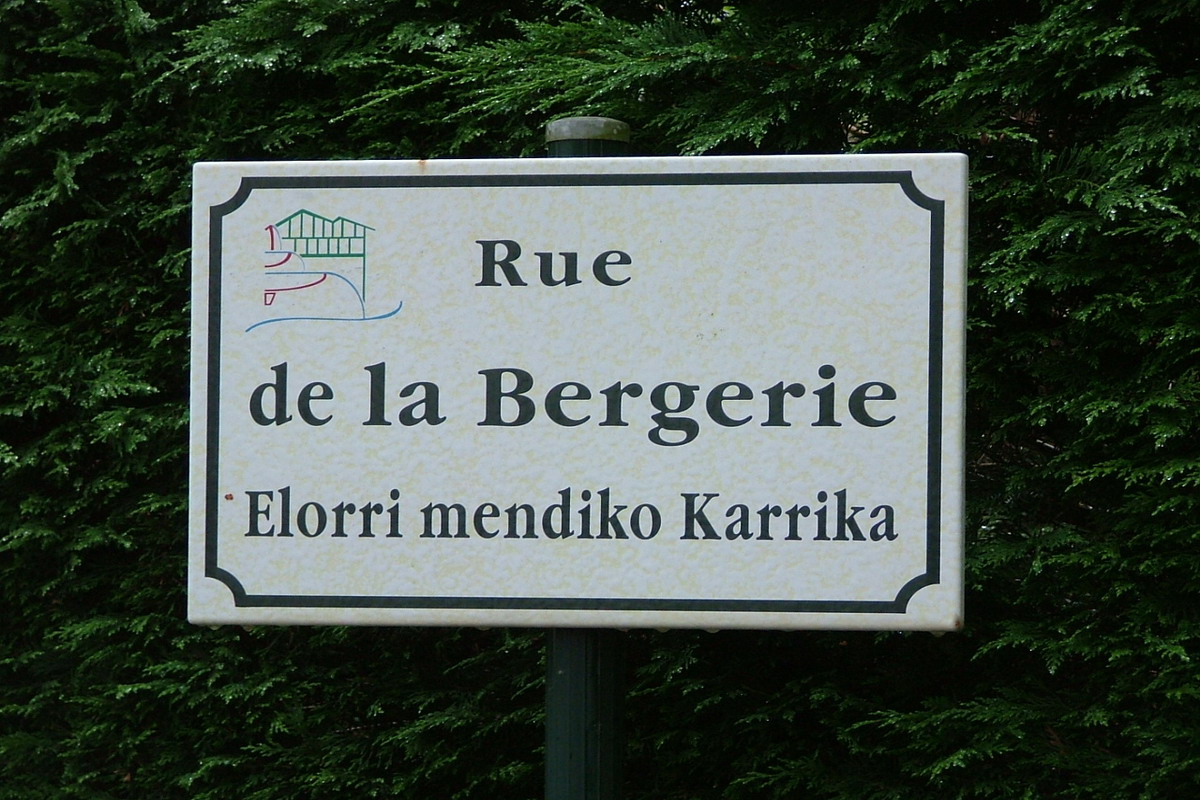 Rue
de la Bergerie
Elorri mendiko Karrika